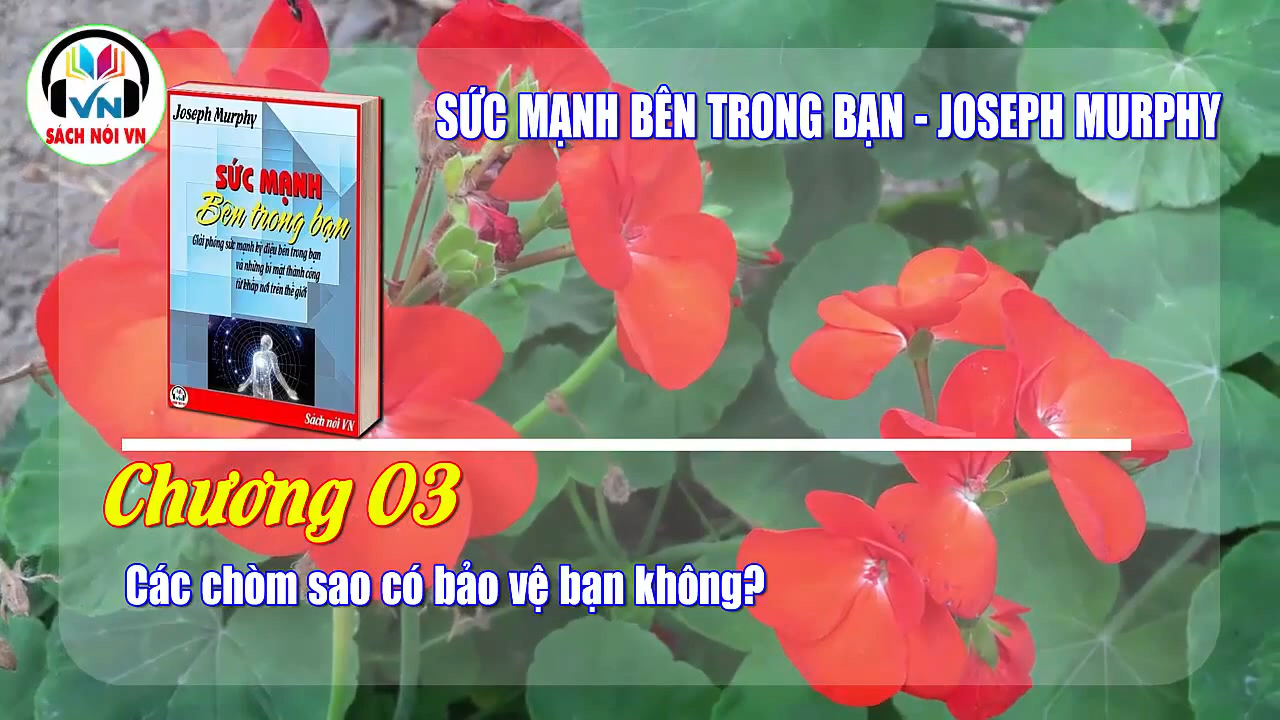 VN
SÁCH NÓI VN
SỨC MẠNH BÊN TRONG BẠN - JOSEPH MURPHY
Joseph Murphy
SỨC MẠNH
Bên trong bạn
Giải phóng sức mạnh kỳ diệu bên trong bạn
và những bí mật thành công
từ khắp nơi trên thế giới
Sách nói VN
Chương 03
Các chòm sao có bảo vệ bạn không?